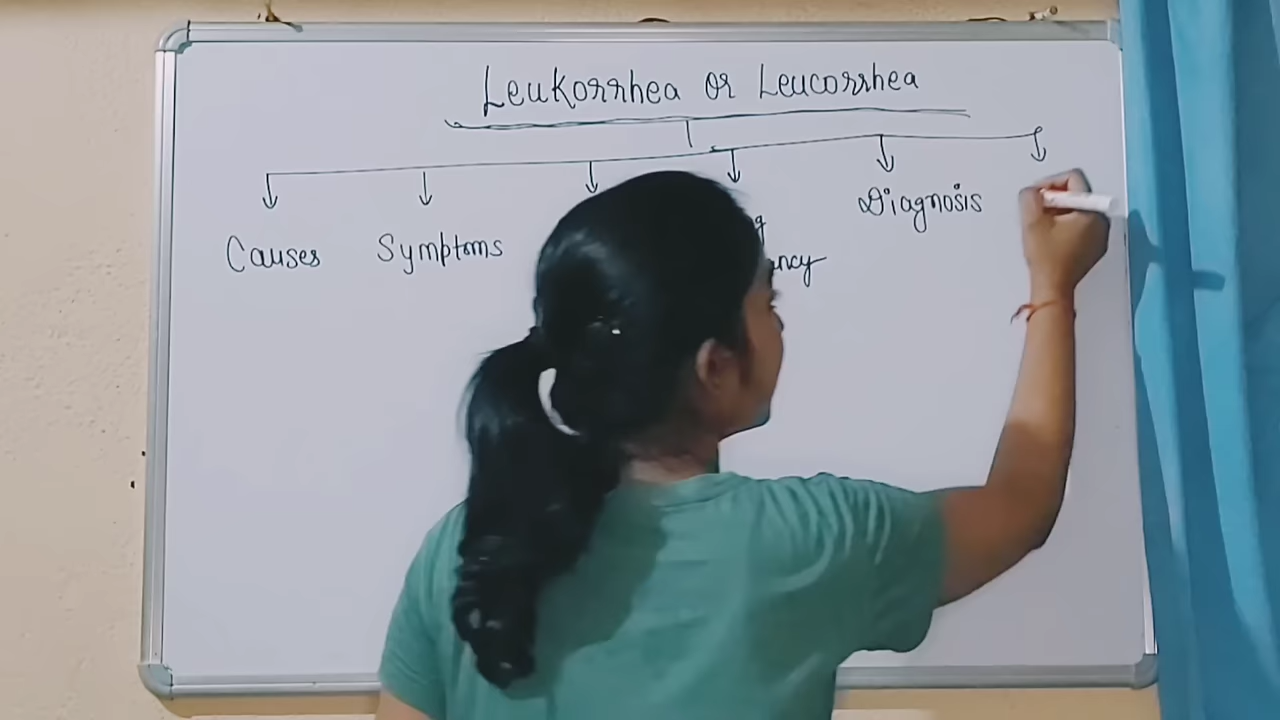 Leukorrhea or Leucorrhea
Causes
Symptoms
Diagnosis